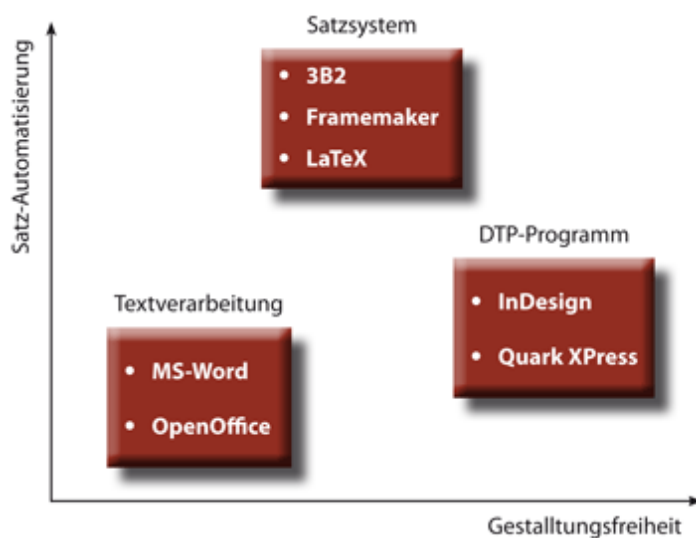 Satz-Automatisierung
Satzsystem
• 3B2
• Framemaker
• LaTeX
DTP-Programm
• InDesign
• Quark XPress
Textverarbeitung
• MS-Word
• OpenOffice
Gestalltungsfreiheit